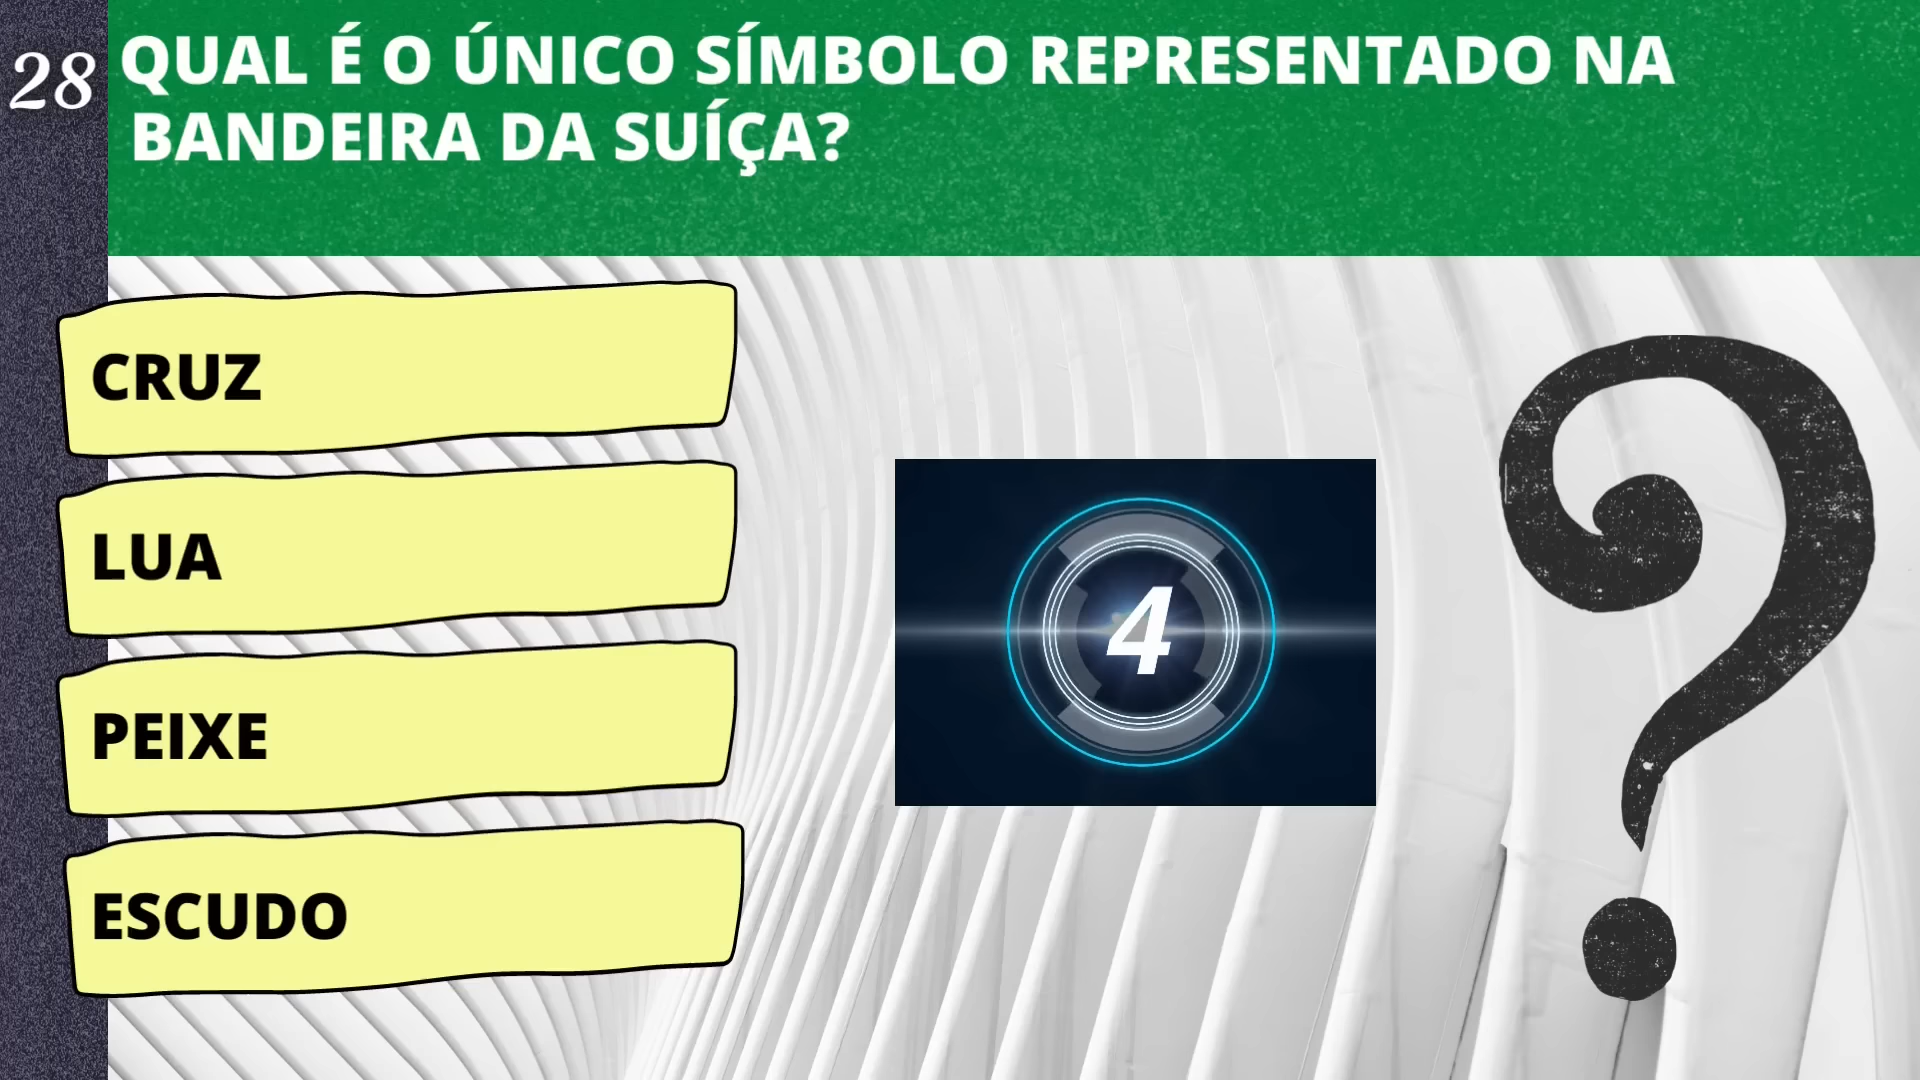 28
QUAL É O ÚNICO SÍMBOLO REPRESENTADO NA
BANDEIRA DA SUÍÇA?
CRUZ
LUA
PEIXE
ESCUDO
4
?